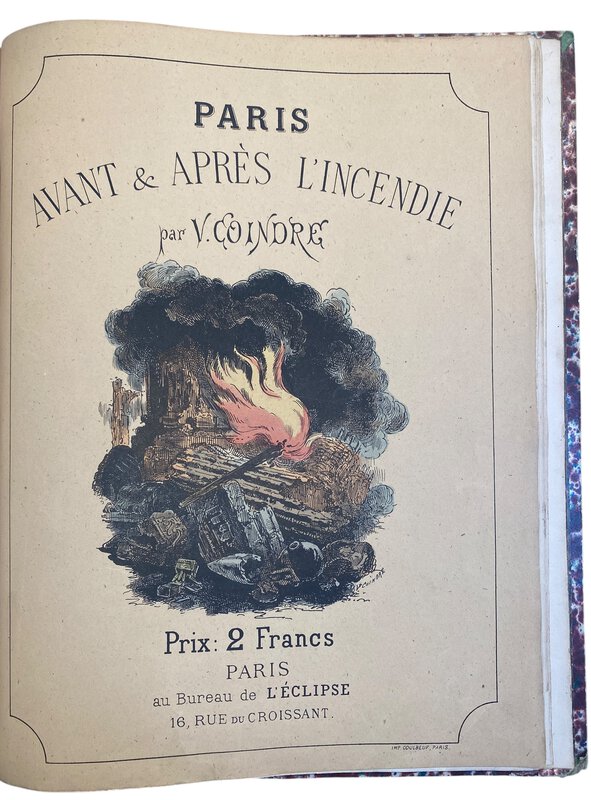 PARIS
AVANT & APRÈS L'INCENDIE
par V. COINDRE
V. COINDRE
Prix: 2 Francs
PARIS
au Bureau de L'ÉCLIPSE
16, RUE DU CROISSANT.
IMP. COULBEUF, PARIS.